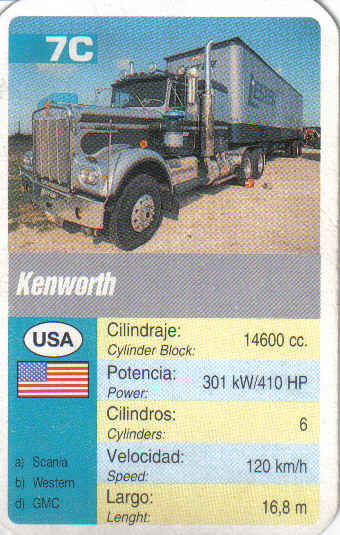 7C
Kenworth
USA
Cilindraje:
Cylinder Block:
14600 cc.
Potencia:
Power:
301 kW/410 HP
Cilindros:
Cylinders:
6
Velocidad:
Speed:
120 km/h
Largo:
Lenght:
16,8 m
a) Scania
b) Western
d) GMC